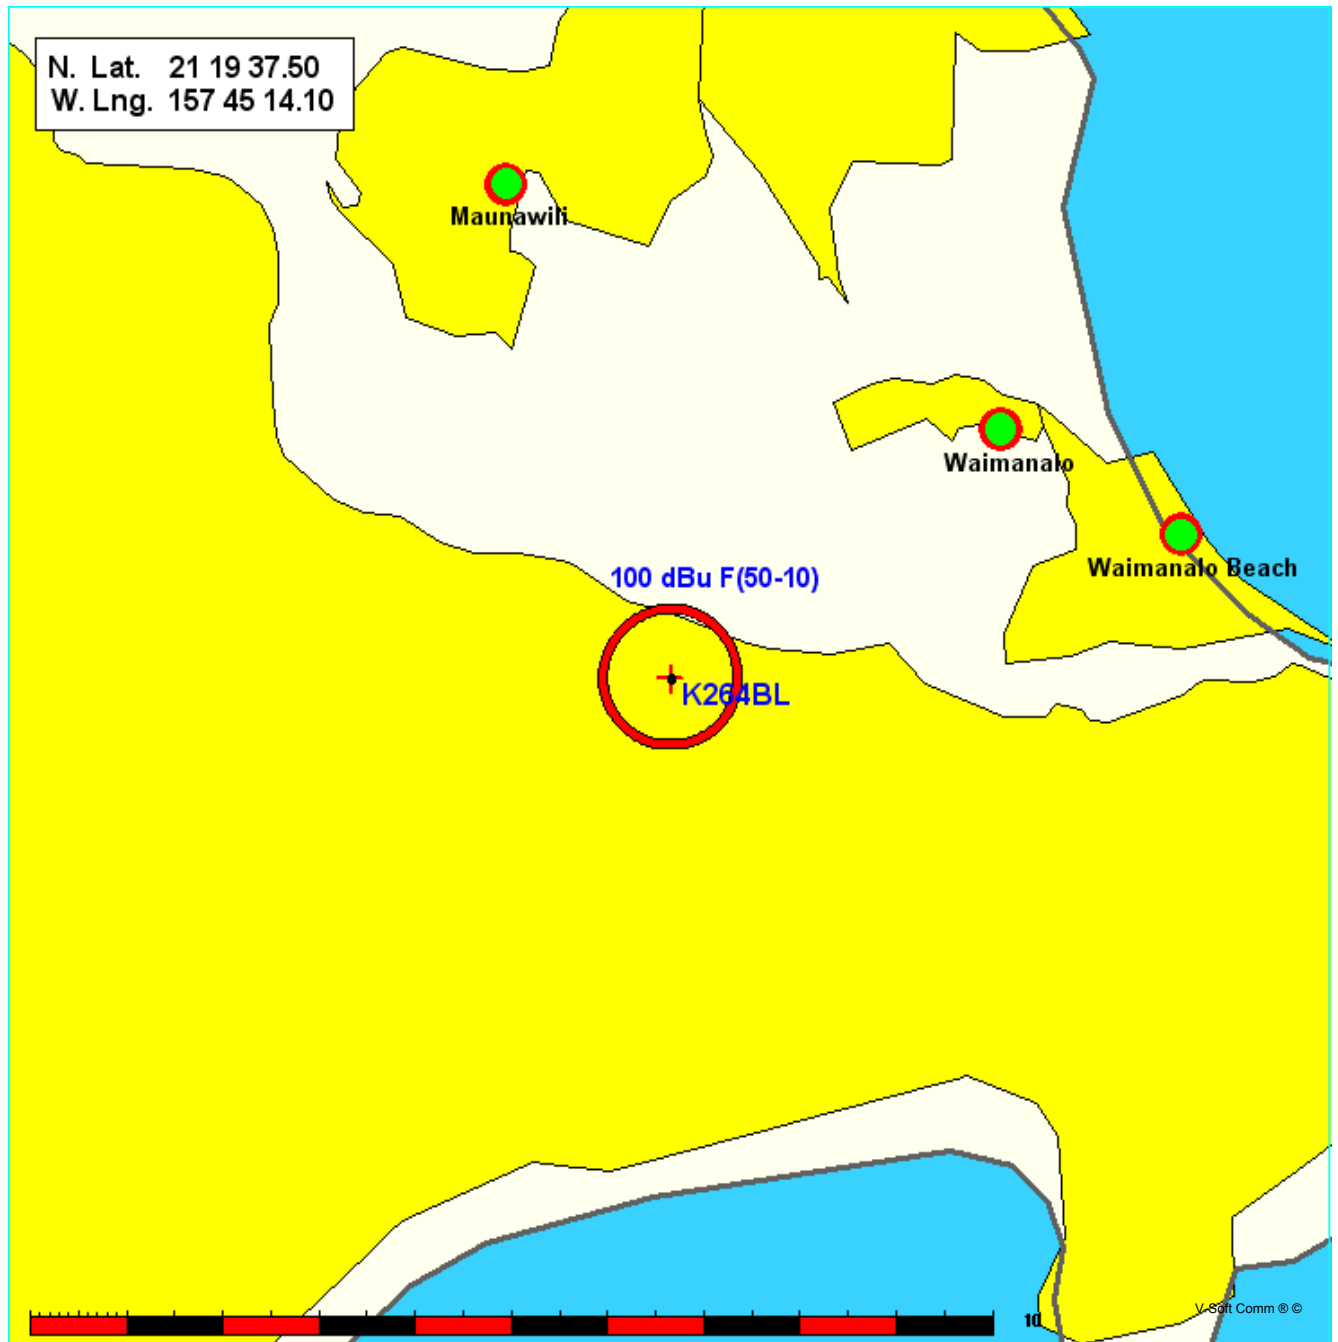 N. Lat. 21 19 37.50
W. Lng. 157 45 14.10
Maunawili
Waimanalo
Waimanalo Beach
100 dBu F(50-10)
K264BL
10
V-Soft Comm ® ©